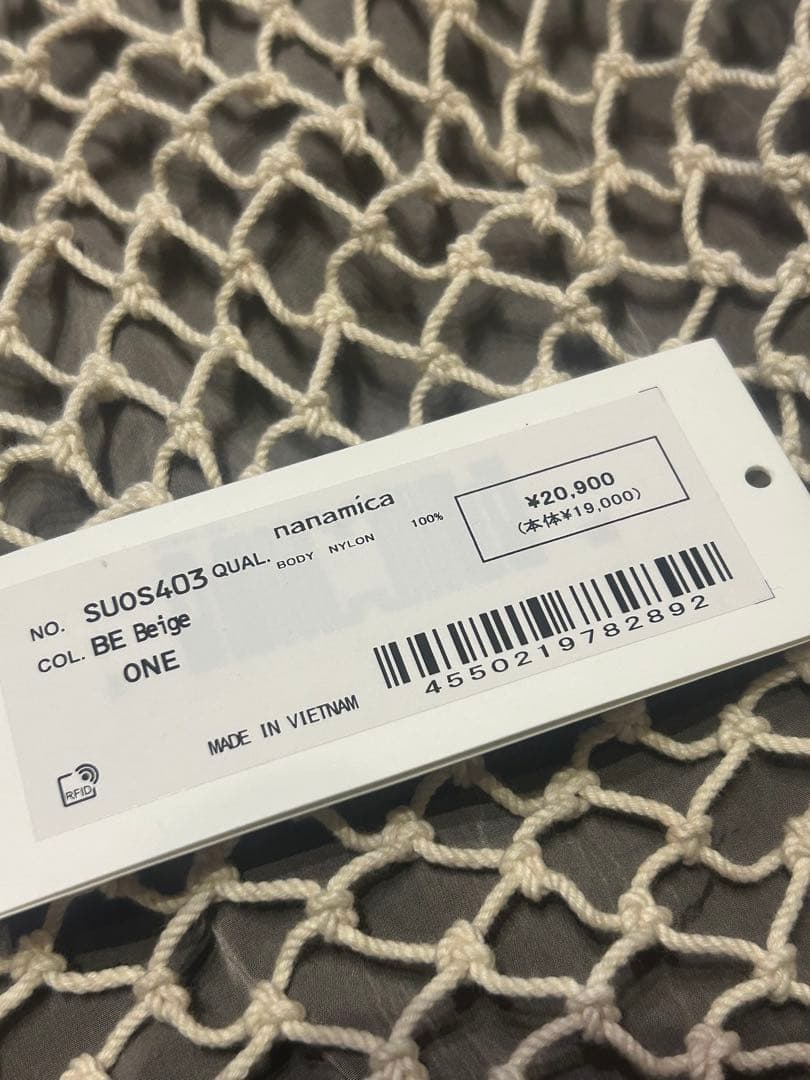 nanamica
NO. SUOS403 QUAL. BODY NYLON 100%
COL. BE Beige
ONE
¥20,900
(本体¥19,000)
4550219782892
MADE IN VIETNAM
RFID